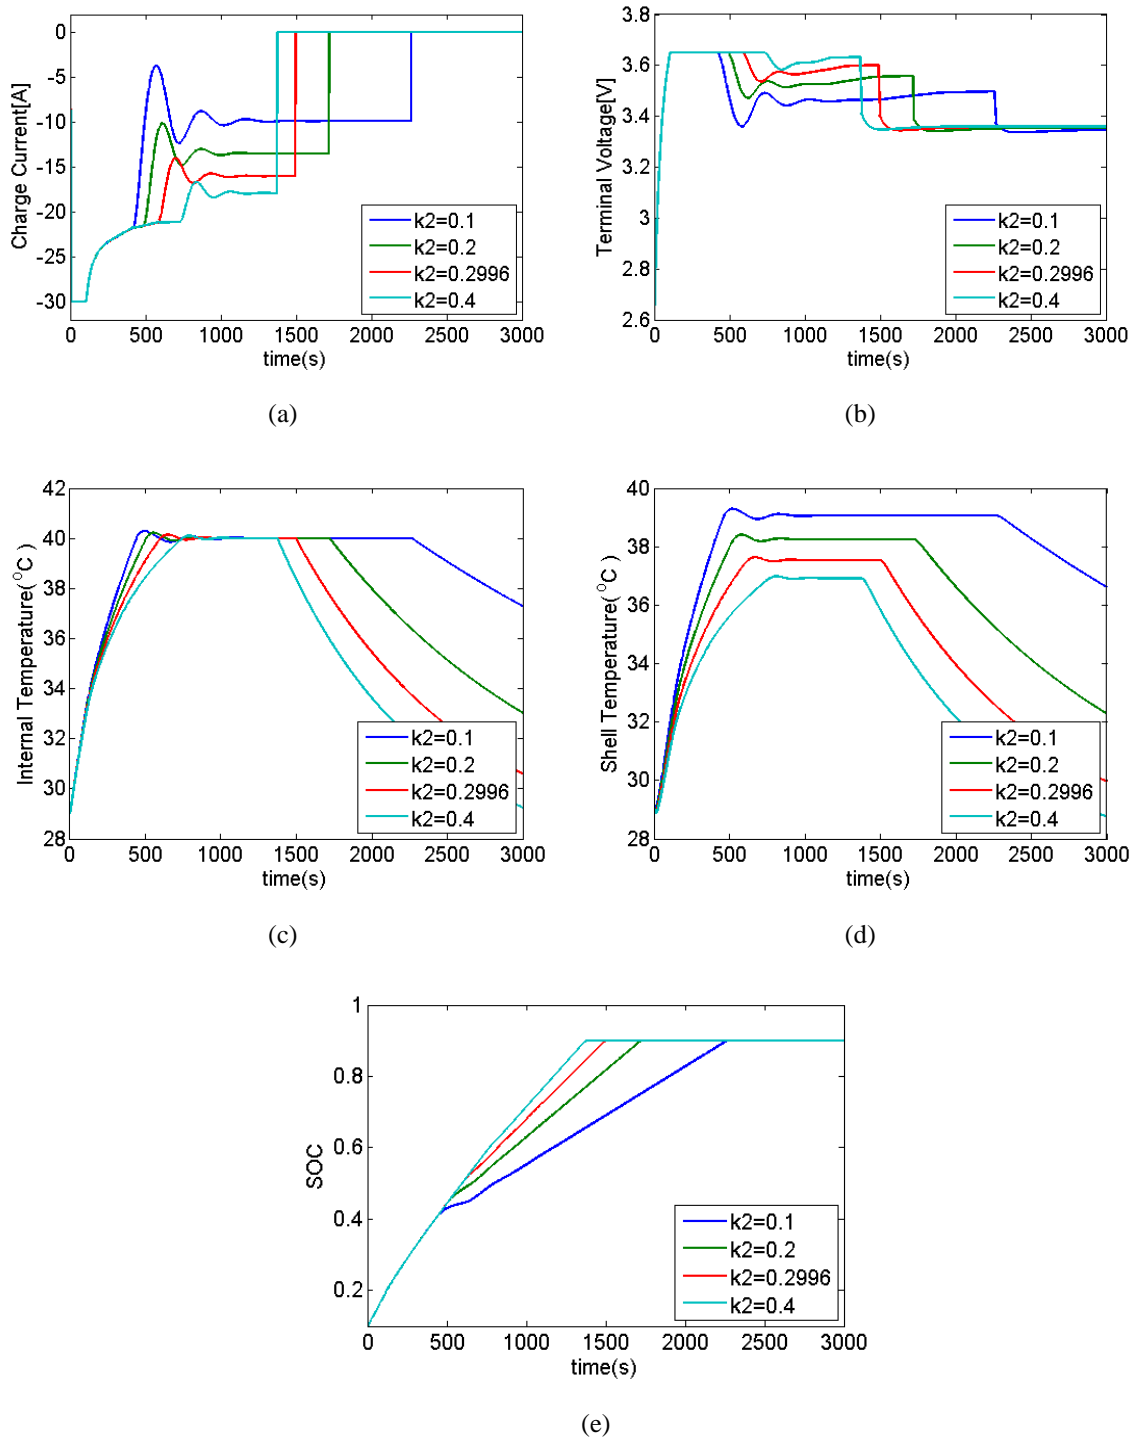 0
-5
-10
-15
-20
-25
-30
Charge Current[A]
0 500 1000 1500 2000 2500 3000
time(s)
k2=0.1
k2=0.2
k2=0.2996
k2=0.4
(a)
3.8
3.6
3.4
3.2
3
2.8
2.6
Terminal Voltage[V]
0 500 1000 1500 2000 2500 3000
time(s)
k2=0.1
k2=0.2
k2=0.2996
k2=0.4
(b)
42
40
38
36
34
32
30
28
Internal Temperature(°C)
0 500 1000 1500 2000 2500 3000
time(s)
k2=0.1
k2=0.2
k2=0.2996
k2=0.4
(c)
40
38
36
34
32
30
28
Shell Temperature(°C)
0 500 1000 1500 2000 2500 3000
time(s)
k2=0.1
k2=0.2
k2=0.2996
k2=0.4
(d)
1
0.8
0.6
0.4
0.2
SOC
0 500 1000 1500 2000 2500 3000
time(s)
k2=0.1
k2=0.2
k2=0.2996
k2=0.4
(e)